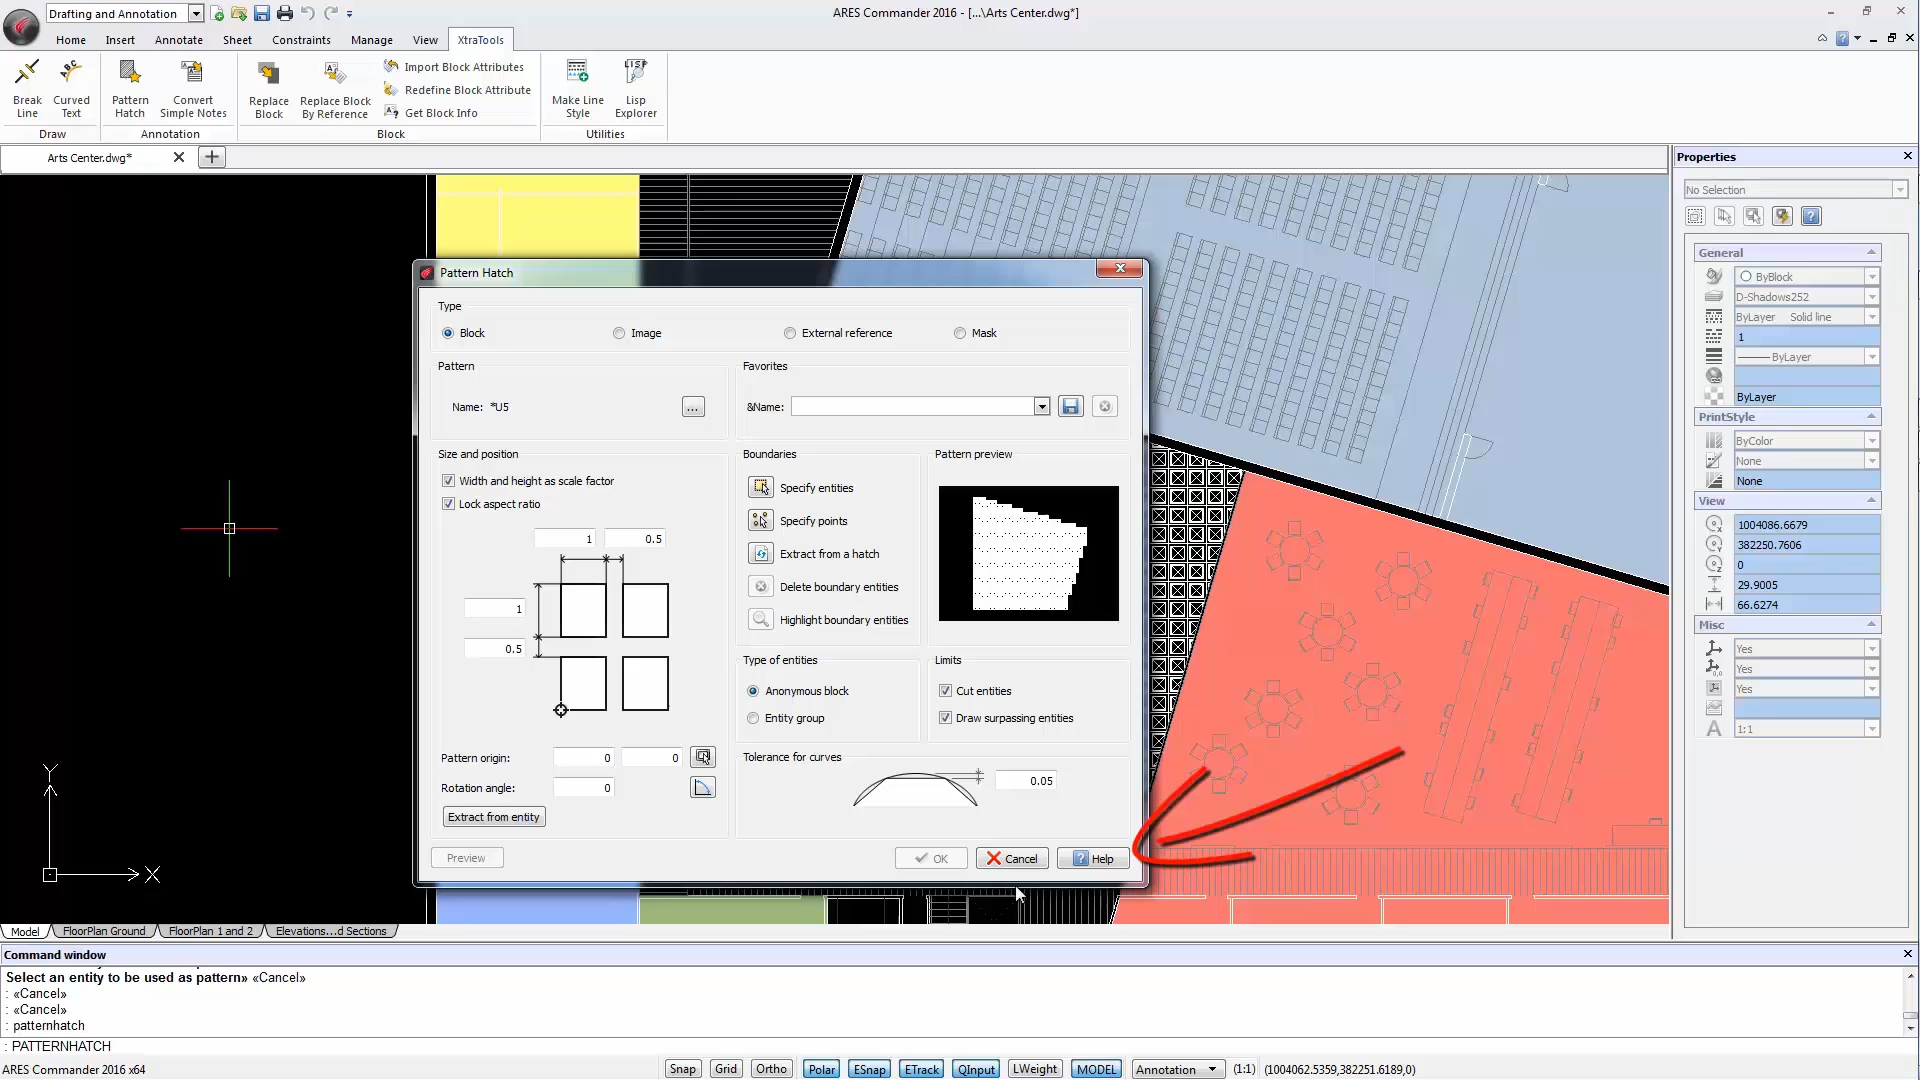 Drafting and Annotation
ARES Commander 2016 - [...\Arts Center.dwg*]
Home Insert Annotate Sheet Constraints Manage View XtraTools
Break Line
Curved Text
Draw
Pattern Hatch
Convert Simple Notes
Annotation
Replace Block
Replace Block By Reference
Import Block Attributes
Redefine Block Attribute
Get Block Info
Block
Make Line Style
LISP
Lisp Explorer
Utilities
Arts Center.dwg*
Pattern Hatch
Type
Block Image External reference Mask
Pattern
Name: *U5
...
Favorites
&Name:
Size and position
Width and height as scale factor
Lock aspect ratio
1 0.5
1
0.5
Pattern origin: 0 0
Rotation angle: 0
Extract from entity
Boundaries
Specify entities
Specify points
Extract from a hatch
Delete boundary entities
Highlight boundary entities
Pattern preview
Type of entities
Anonymous block
Entity group
Limits
Cut entities
Draw surpassing entities
Tolerance for curves
0.05
Preview
OK Cancel Help
Properties
No Selection
General
ByBlock
D-Shadows252
ByLayer Solid line
1
ByLayer
ByLayer
PrintStyle
ByColor
None
None
View
1004086.6679
382250.7606
0
29.9005
66.6274
Misc
Yes
Yes
Yes
1:1
Y
X
Model FloorPlan Ground FloorPlan 1 and 2 Elevations...d Sections
Command window
Select an entity to be used as pattern» «Cancel»
: «Cancel»
: «Cancel»
: patternhatch
: PATTERNHATCH
ARES Commander 2016 x64
Snap Grid Ortho Polar ESnap ETrack QInput LWeight MODEL Annotation (1:1) (1004062.5359,382251.6189,0)